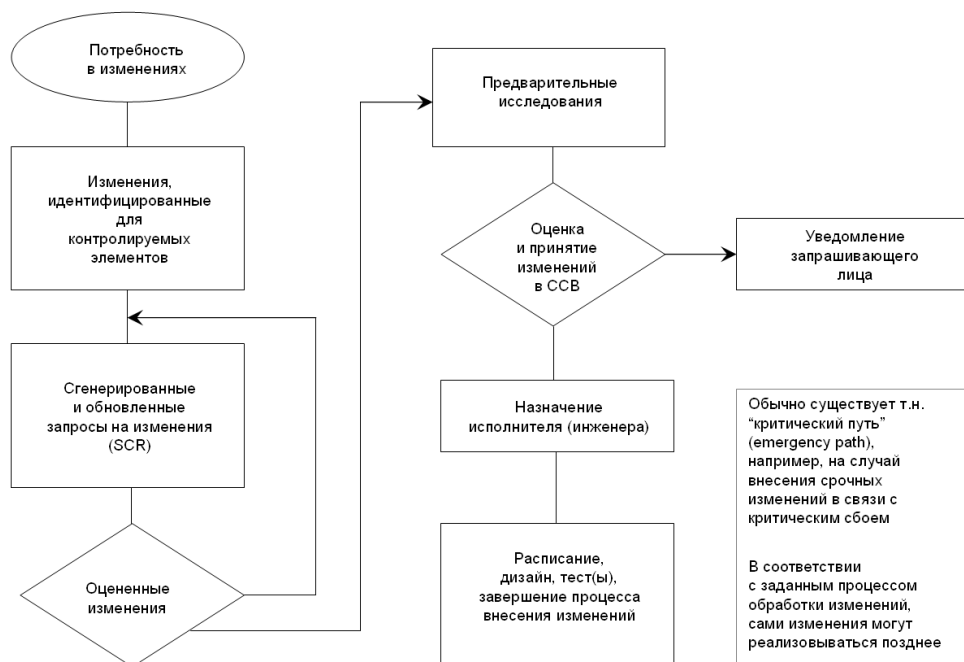 Потребность
в изменениях
Изменения,
идентифицированные
для
контролируемых
элементов
Сгенерированные
и обновленные
запросы на изменения
(SCR)
Оцененные
изменения
Предварительные
исследования
Оценка
и принятие
изменений
в CCB
Уведомление
запрашивающего
лица
Назначение
исполнителя (инженера)
Расписание,
дизайн, тест(ы),
завершение процесса
внесения изменений
Обычно существует т.н.
“критический путь”
(emergency path),
например, на случай
внесения срочных
изменений в связи с
критическим сбоем
В соответствии
с заданным процессом
обработки изменений,
сами изменения могут
реализовываться позднее